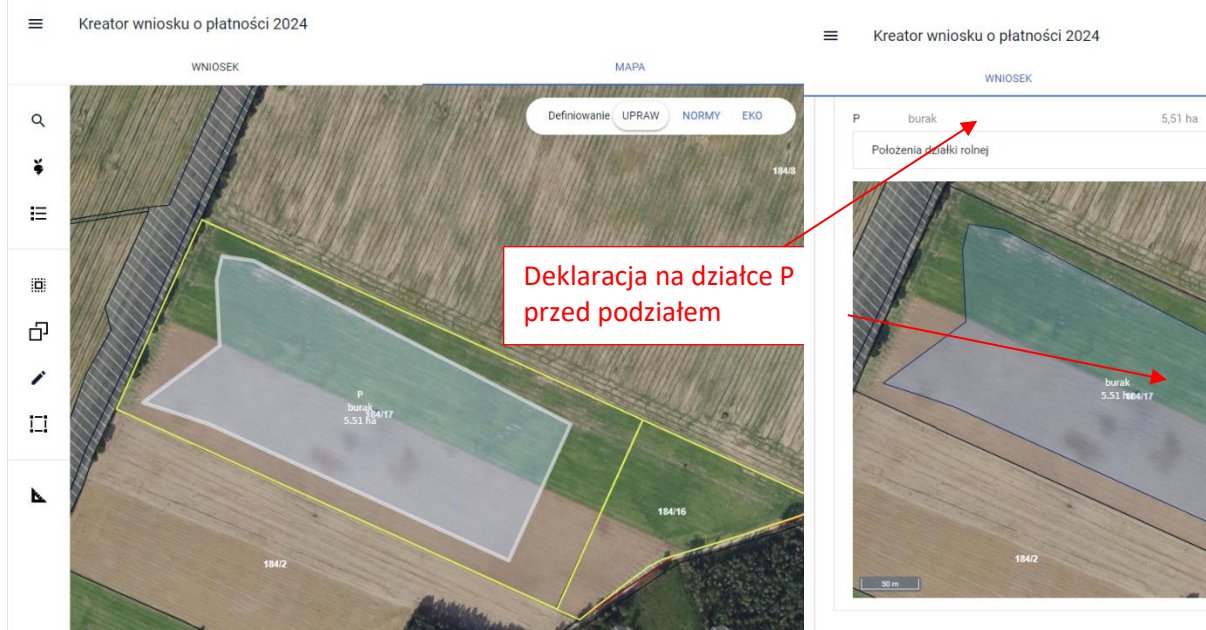 Kreator wniosku o płatności 2024
WNIOSEK
MAPA
Definiowanie UPRAW NORMY EKO
184/8
P
burak
5.51 ha
184/17
184/16
184/2
Deklaracja na działce P
przed podziałem
Kreator wniosku o płatności 2024
WNIOSEK
P burak 5,51 ha
Położenia działki rolnej
burak
5.51 ha
184/17
184/2
50 m